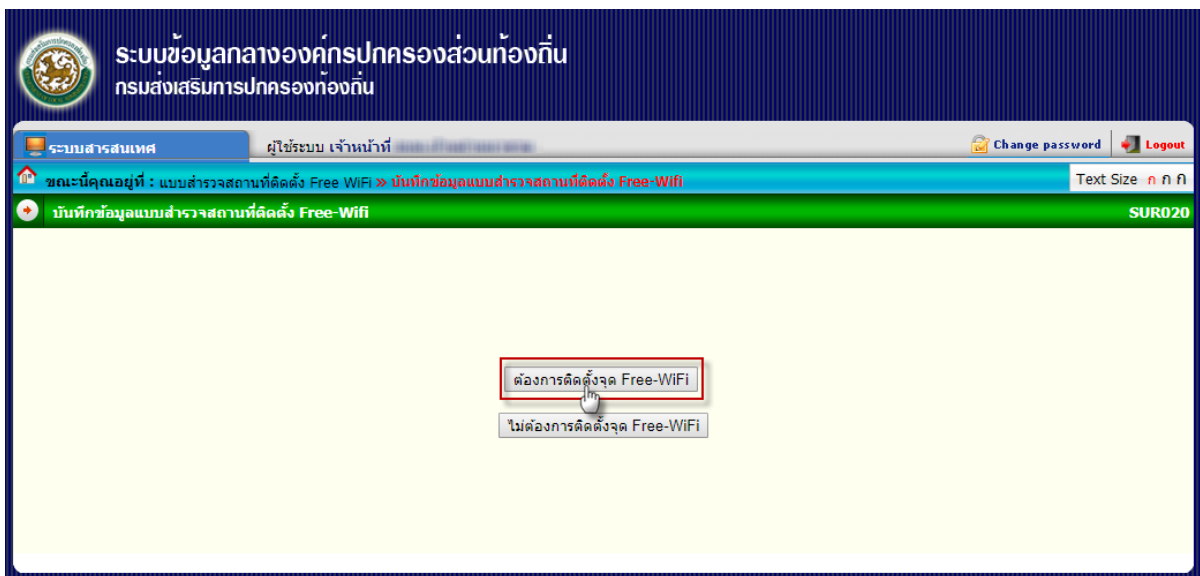 ระบบข้อมูลกลางองค์กรปกครองส่วนท้องถิ่น
กรมส่งเสริมการปกครองท้องถิ่น
ระบบสารสนเทศ ผู้ใช้ระบบ เจ้าหน้าที่ Change password Logout
ขณะนี้คุณอยู่ที่ : แบบสำรวจสถานที่ติดตั้ง Free WiFi » บันทึกข้อมูลแบบสำรวจสถานที่ติดตั้ง Free-Wifi Text Size ก ก ก
บันทึกข้อมูลแบบสำรวจสถานที่ติดตั้ง Free-Wifi SUR020
ต้องการติดตั้งจุด Free-WiFi
ไม่ต้องการติดตั้งจุด Free-WiFi